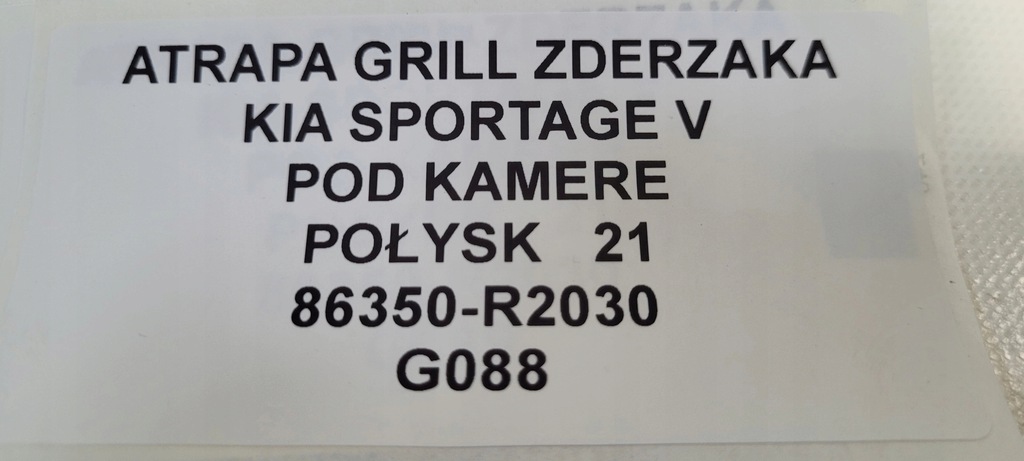 ATRAPA GRILL ZDERZAKA
KIA SPORTAGE V
POD KAMERE
POŁYSK 21
86350-R2030
G088